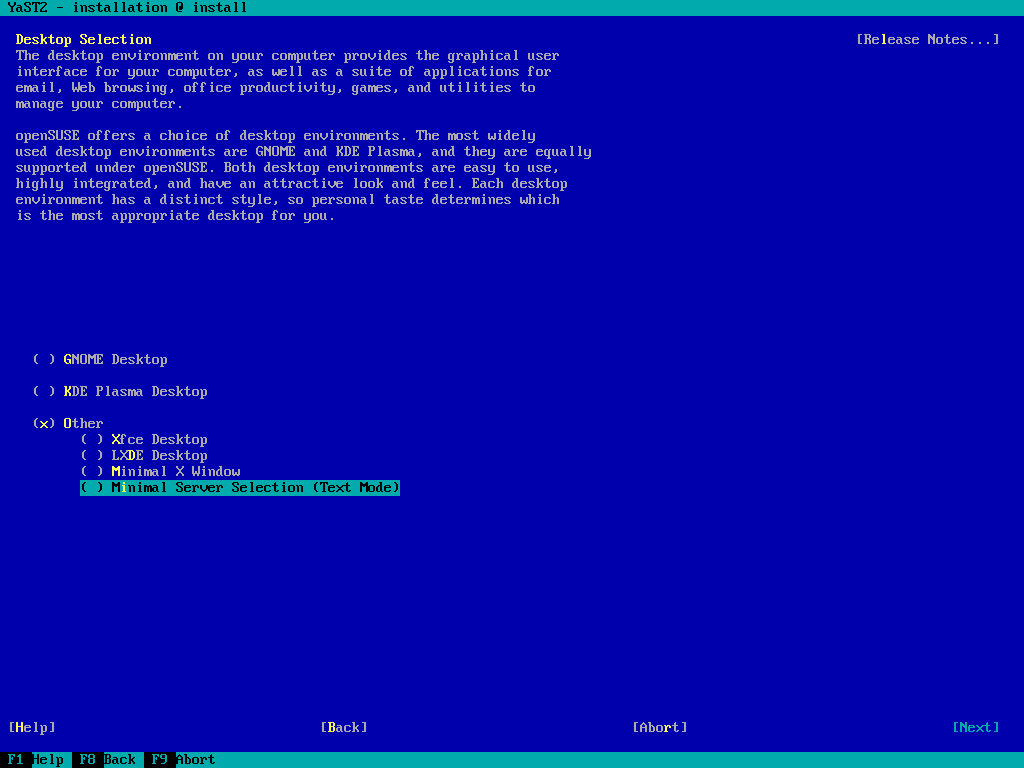 YaST2 - installation @ install
Desktop Selection [Release Notes...]
The desktop environment on your computer provides the graphical user
interface for your computer, as well as a suite of applications for
email, Web browsing, office productivity, games, and utilities to
manage your computer.
openSUSE offers a choice of desktop environments. The most widely
used desktop environments are GNOME and KDE Plasma, and they are equally
supported under openSUSE. Both desktop environments are easy to use,
highly integrated, and have an attractive look and feel. Each desktop
environment has a distinct style, so personal taste determines which
is the most appropriate desktop for you.
( ) GNOME Desktop
( ) KDE Plasma Desktop
(x) Other
( ) Xfce Desktop
( ) LXDE Desktop
( ) Minimal X Window
( ) Minimal Server Selection (Text Mode)
[Help] [Back] [Abort] [Next]
F1 Help F8 Back F9 Abort